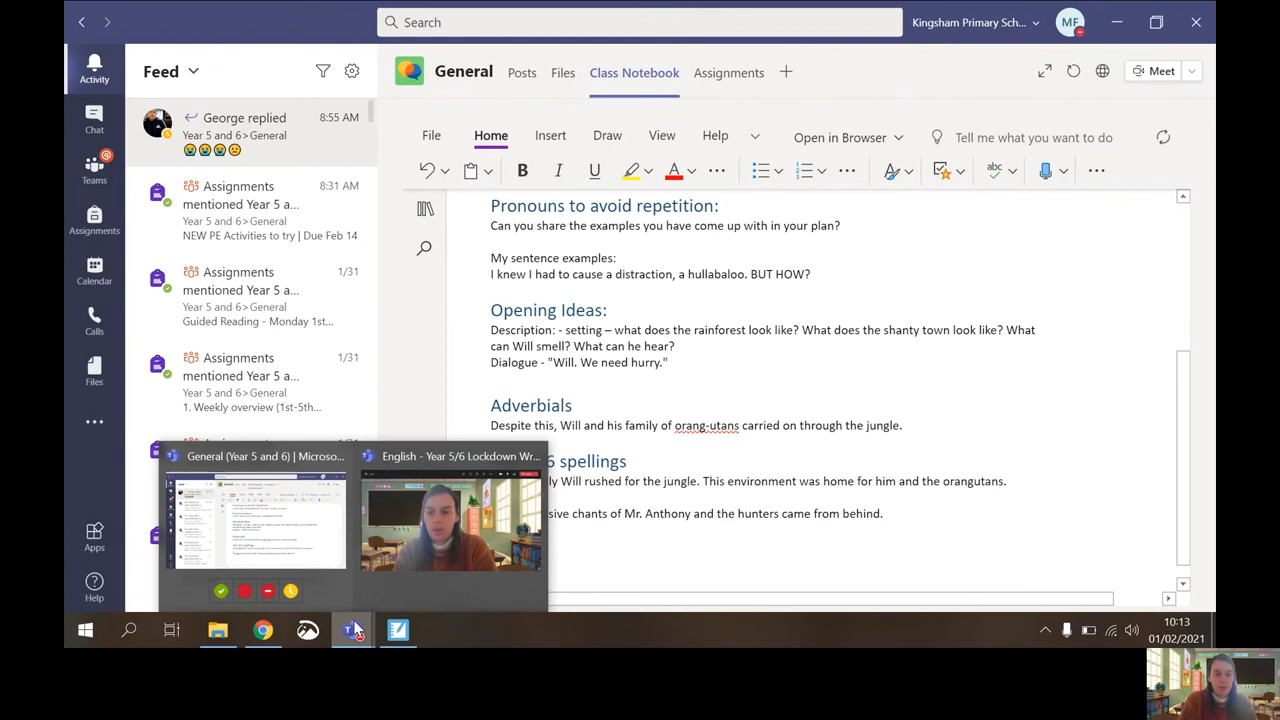 Search
Kingsham Primary Sch...
MF
Activity
Chat
Teams
Assignments
Calendar
Calls
Files
Apps
Help
Feed
George replied
8:55 AM
Year 5 and 6 > General
Assignments
8:31 AM
mentioned Year 5 a...
Year 5 and 6 > General
NEW PE Activities to try | Due Feb 14
Assignments
1/31
mentioned Year 5 a...
Year 5 and 6 > General
Guided Reading - Monday 1st...
Assignments
1/31
mentioned Year 5 a...
Year 5 and 6 > General
1. Weekly overview (1st-5th...
General
Posts
Files
Class Notebook
Assignments
Meet
File
Home
Insert
Draw
View
Help
Open in Browser
Tell me what you want to do
B
I
U
A
abc
Pronouns to avoid repetition:
Can you share the examples you have come up with in your plan?
My sentence examples:
I knew I had to cause a distraction, a hullabaloo. BUT HOW?
Opening Ideas:
Description: - setting – what does the rainforest look like? What does the shanty town look like? What
can Will smell? What can he hear?
Dialogue - "Will. We need hurry."
Adverbials
Despite this, Will and his family of orang-utans carried on through the jungle.
6 spellings
ly Will rushed for the jungle. This environment was home for him and the orangutans.
sive chants of Mr. Anthony and the hunters came from behind.
General (Year 5 and 6) | Microso...
English - Year 5/6 Lockdown Wr...
10:13
01/02/2021